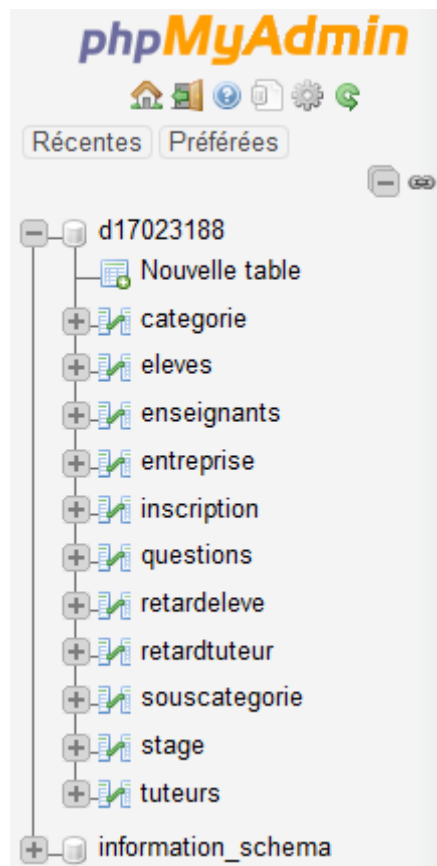 phpMyAdmin
Récentes Préférées
d17023188
Nouvelle table
categorie
eleves
enseignants
entreprise
inscription
questions
retardeleve
retardtuteur
souscategorie
stage
tuteurs
information_schema